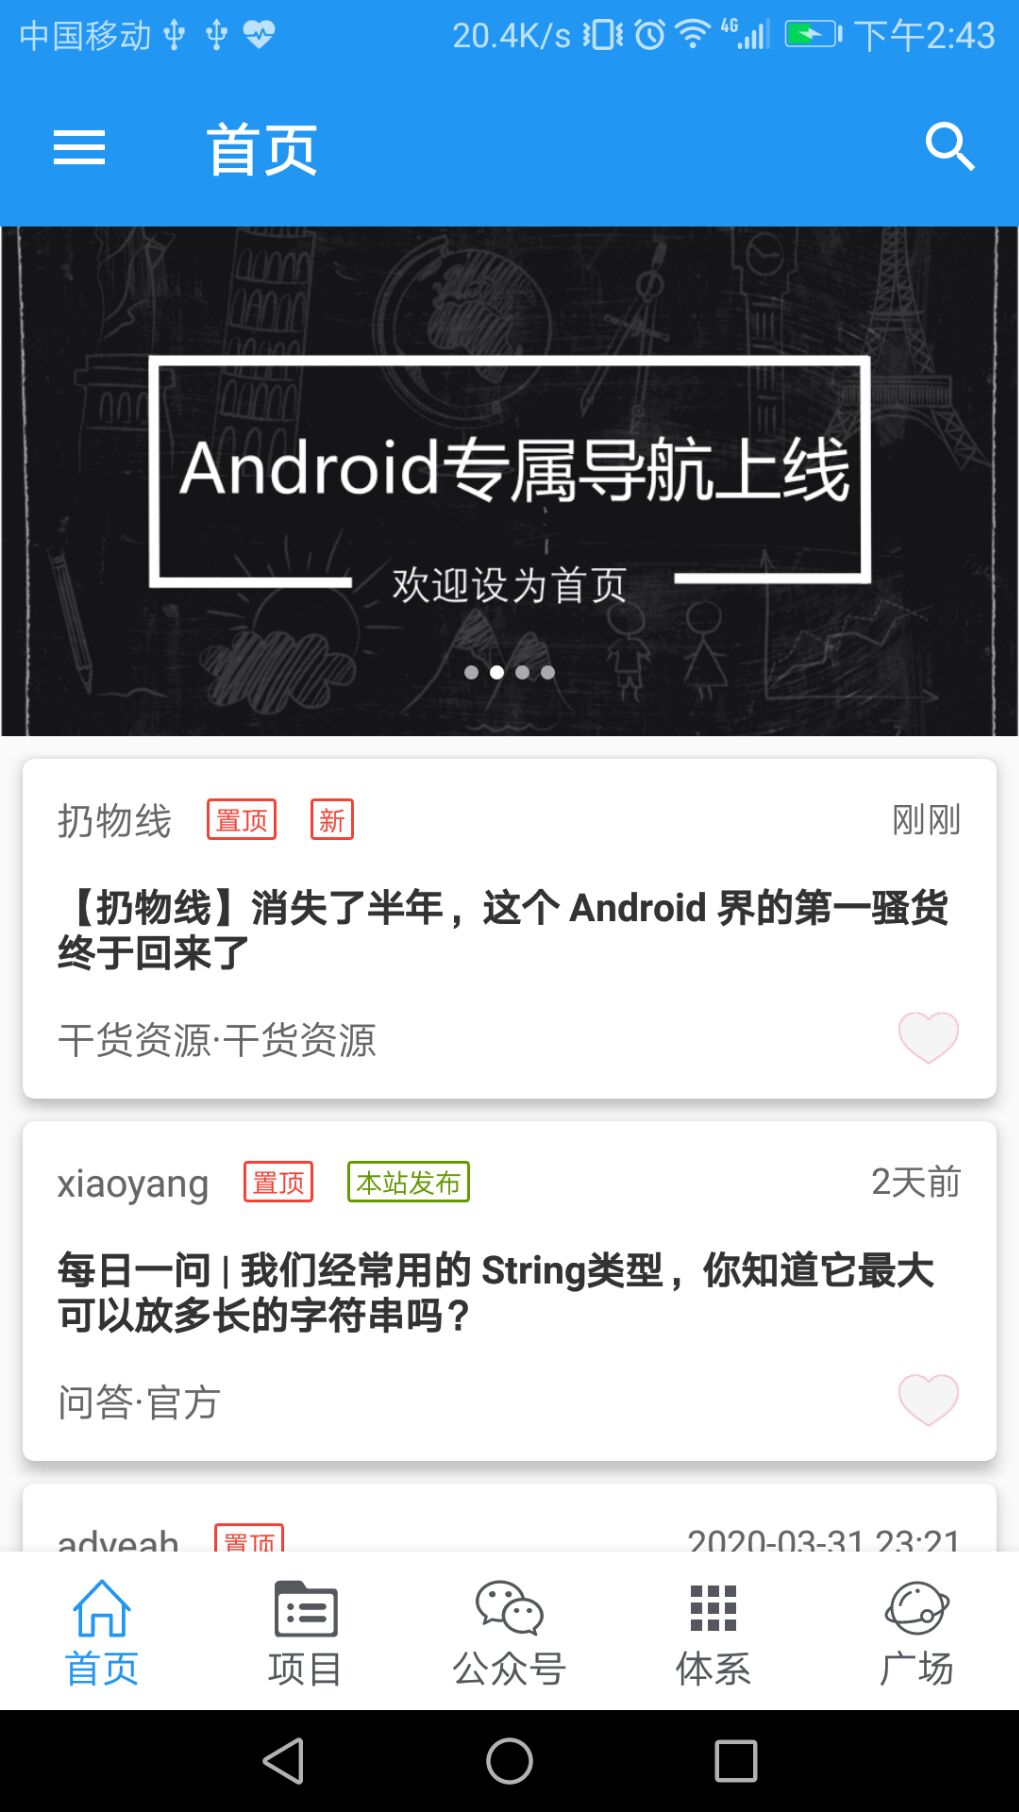 中国移动 20.4K/s 4G 下午2:43
首页
Android专属导航上线
欢迎设为首页
扔物线 置顶 新 刚刚
【扔物线】消失了半年，这个 Android 界的第一骚货
终于回来了
干货资源·干货资源
xiaoyang 置顶 本站发布 2天前
每日一问 | 我们经常用的 String类型，你知道它最大
可以放多长的字符串吗？
问答·官方
adveah 置顶 2020-03-31 23:21
首页 项目 公众号 体系 广场